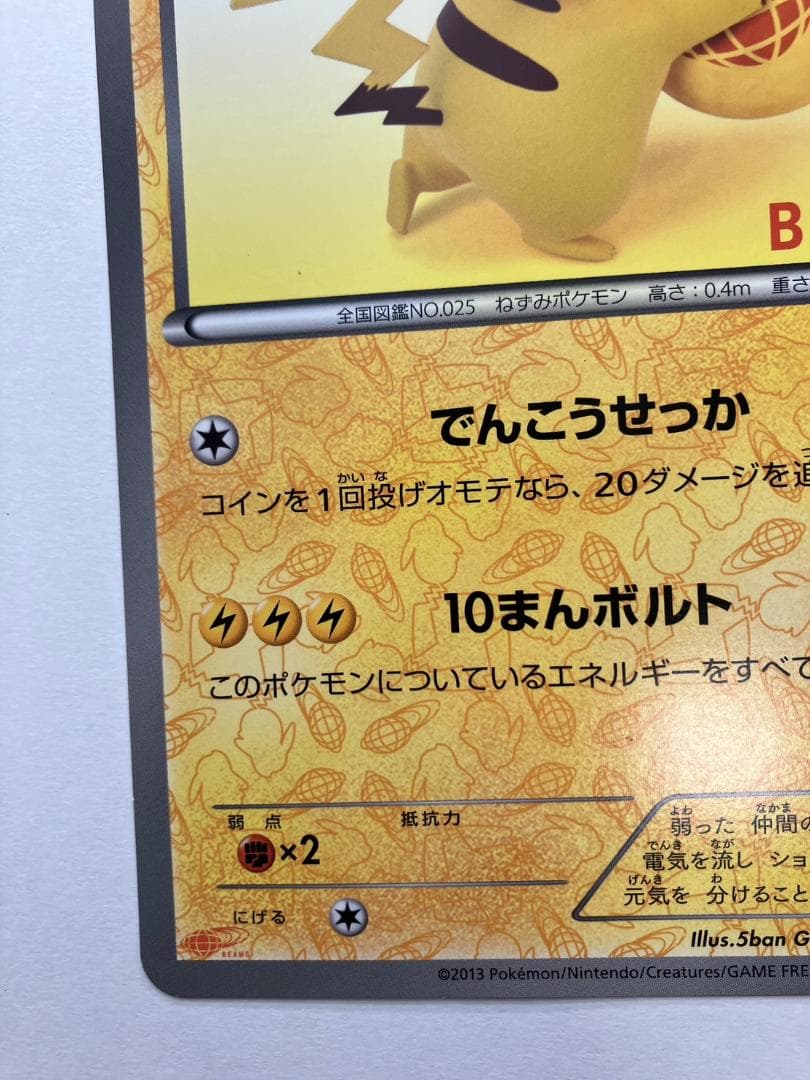 B
全国図鑑NO.025 ねずみポケモン 高さ:0.4m 重さ
でんこうせっか
コインを1回投げオモテなら、20ダメージを追
かい な
10まんボルト
このポケモンについているエネルギーをすべて
弱点 抵抗力
×2
にげる
よわ なかま
弱った 仲間の
でんき なが
電気を流し ショ
げんき わ
元気を 分けること
BEAMS
Illus.5ban G
©2013 Pokémon/Nintendo/Creatures/GAME FRE